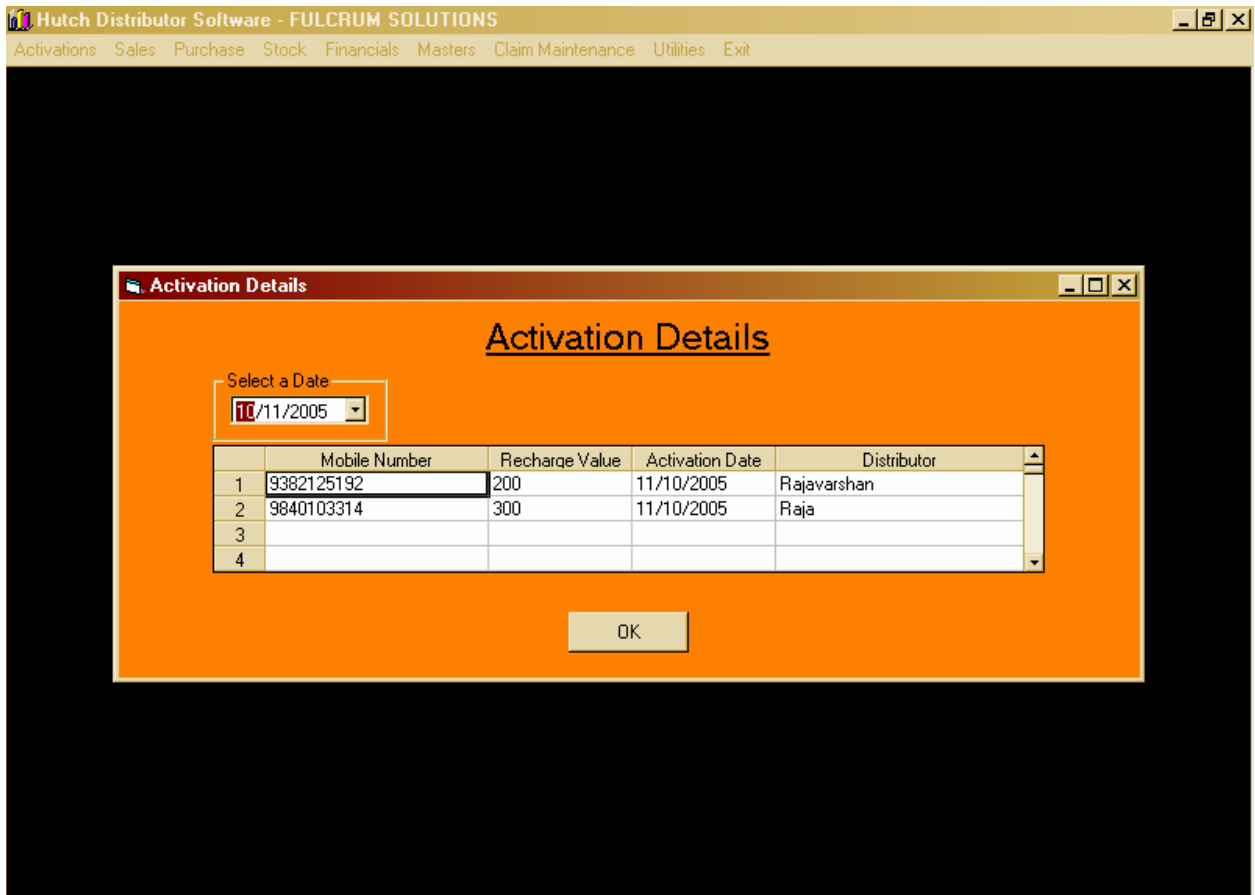 Hutch Distributor Software - FULCRUM SOLUTIONS
Activations Sales Purchase Stock Financials Masters Claim Maintenance Utilities Exit
Activation Details
Activation Details
Select a Date
10/11/2005
Mobile Number Recharge Value Activation Date Distributor
1 9382125192 200 11/10/2005 Rajavarshan
2 9840103314 300 11/10/2005 Raja
3
4
OK